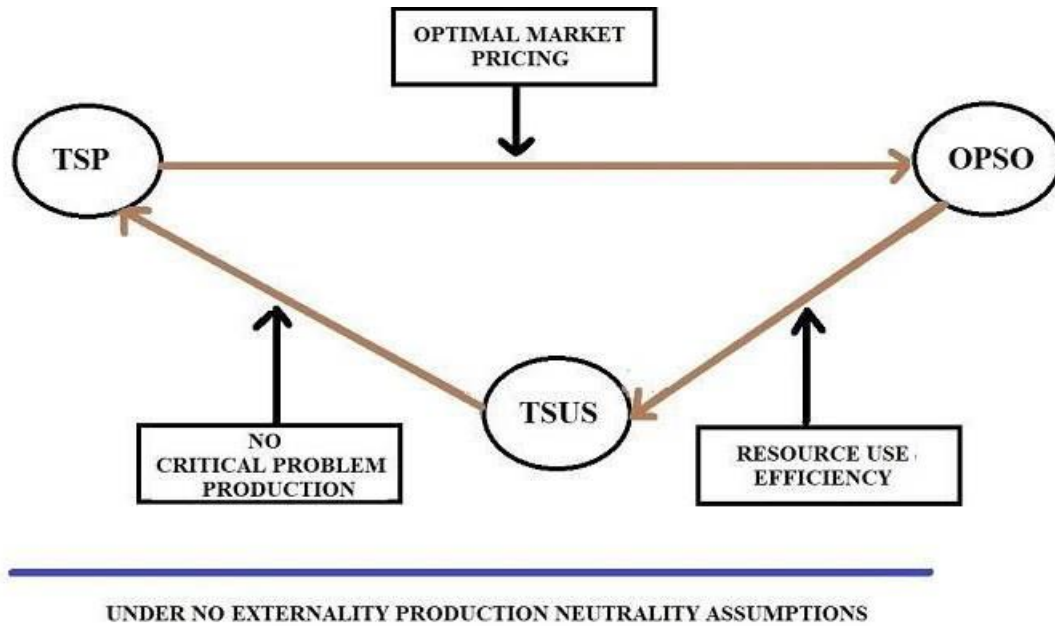 OPTIMAL MARKET
PRICING
TSP
OPSO
TSUS
NO
CRITICAL PROBLEM
PRODUCTION
RESOURCE USE
EFFICIENCY
UNDER NO EXTERNALITY PRODUCTION NEUTRALITY ASSUMPTIONS